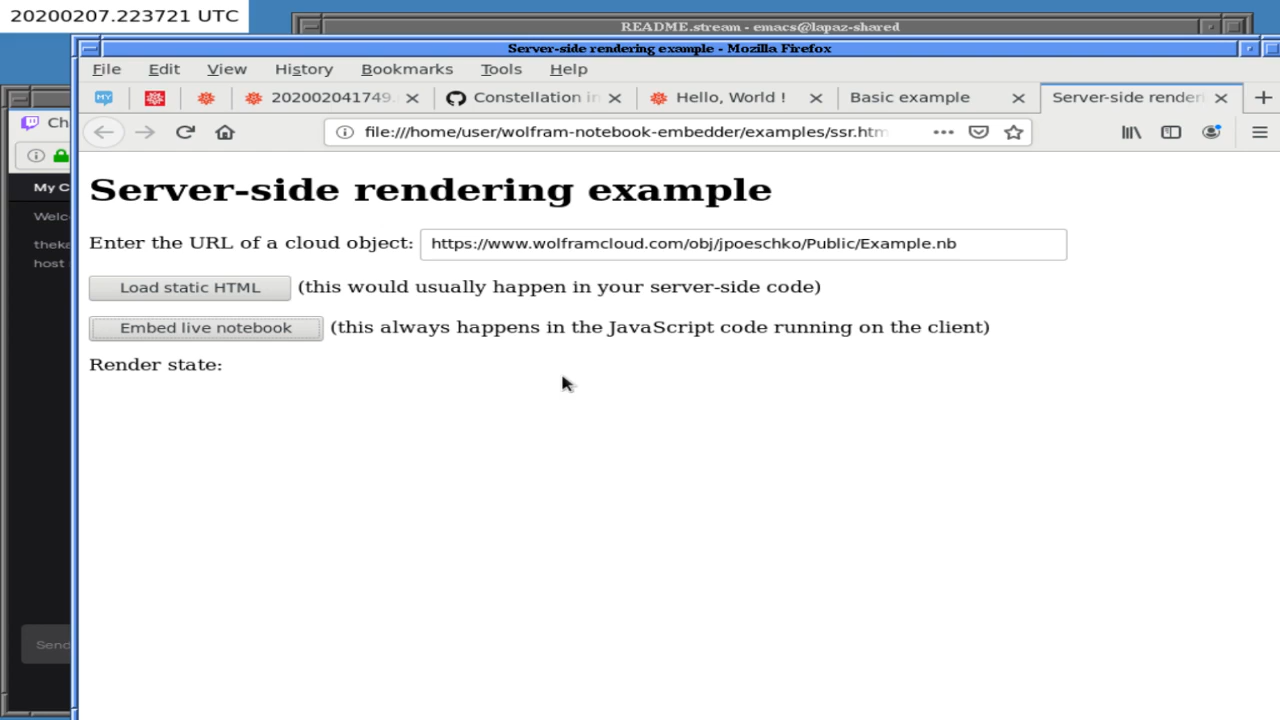 20200207.223721 UTC
README.stream - emacs@lapaz-shared
Server-side rendering example - Mozilla Firefox
File Edit View History Bookmarks Tools Help
MY 202002041749. Constellation in Hello, World ! Basic example Server-side renderi
Ch
file:///home/user/wolfram-notebook-embedder/examples/ssr.htm
My C
Server-side rendering example
Welc
Enter the URL of a cloud object: https://www.wolframcloud.com/obj/jpoeschko/Public/Example.nb
theka
host
Load static HTML (this would usually happen in your server-side code)
Embed live notebook (this always happens in the JavaScript code running on the client)
Render state:
Send